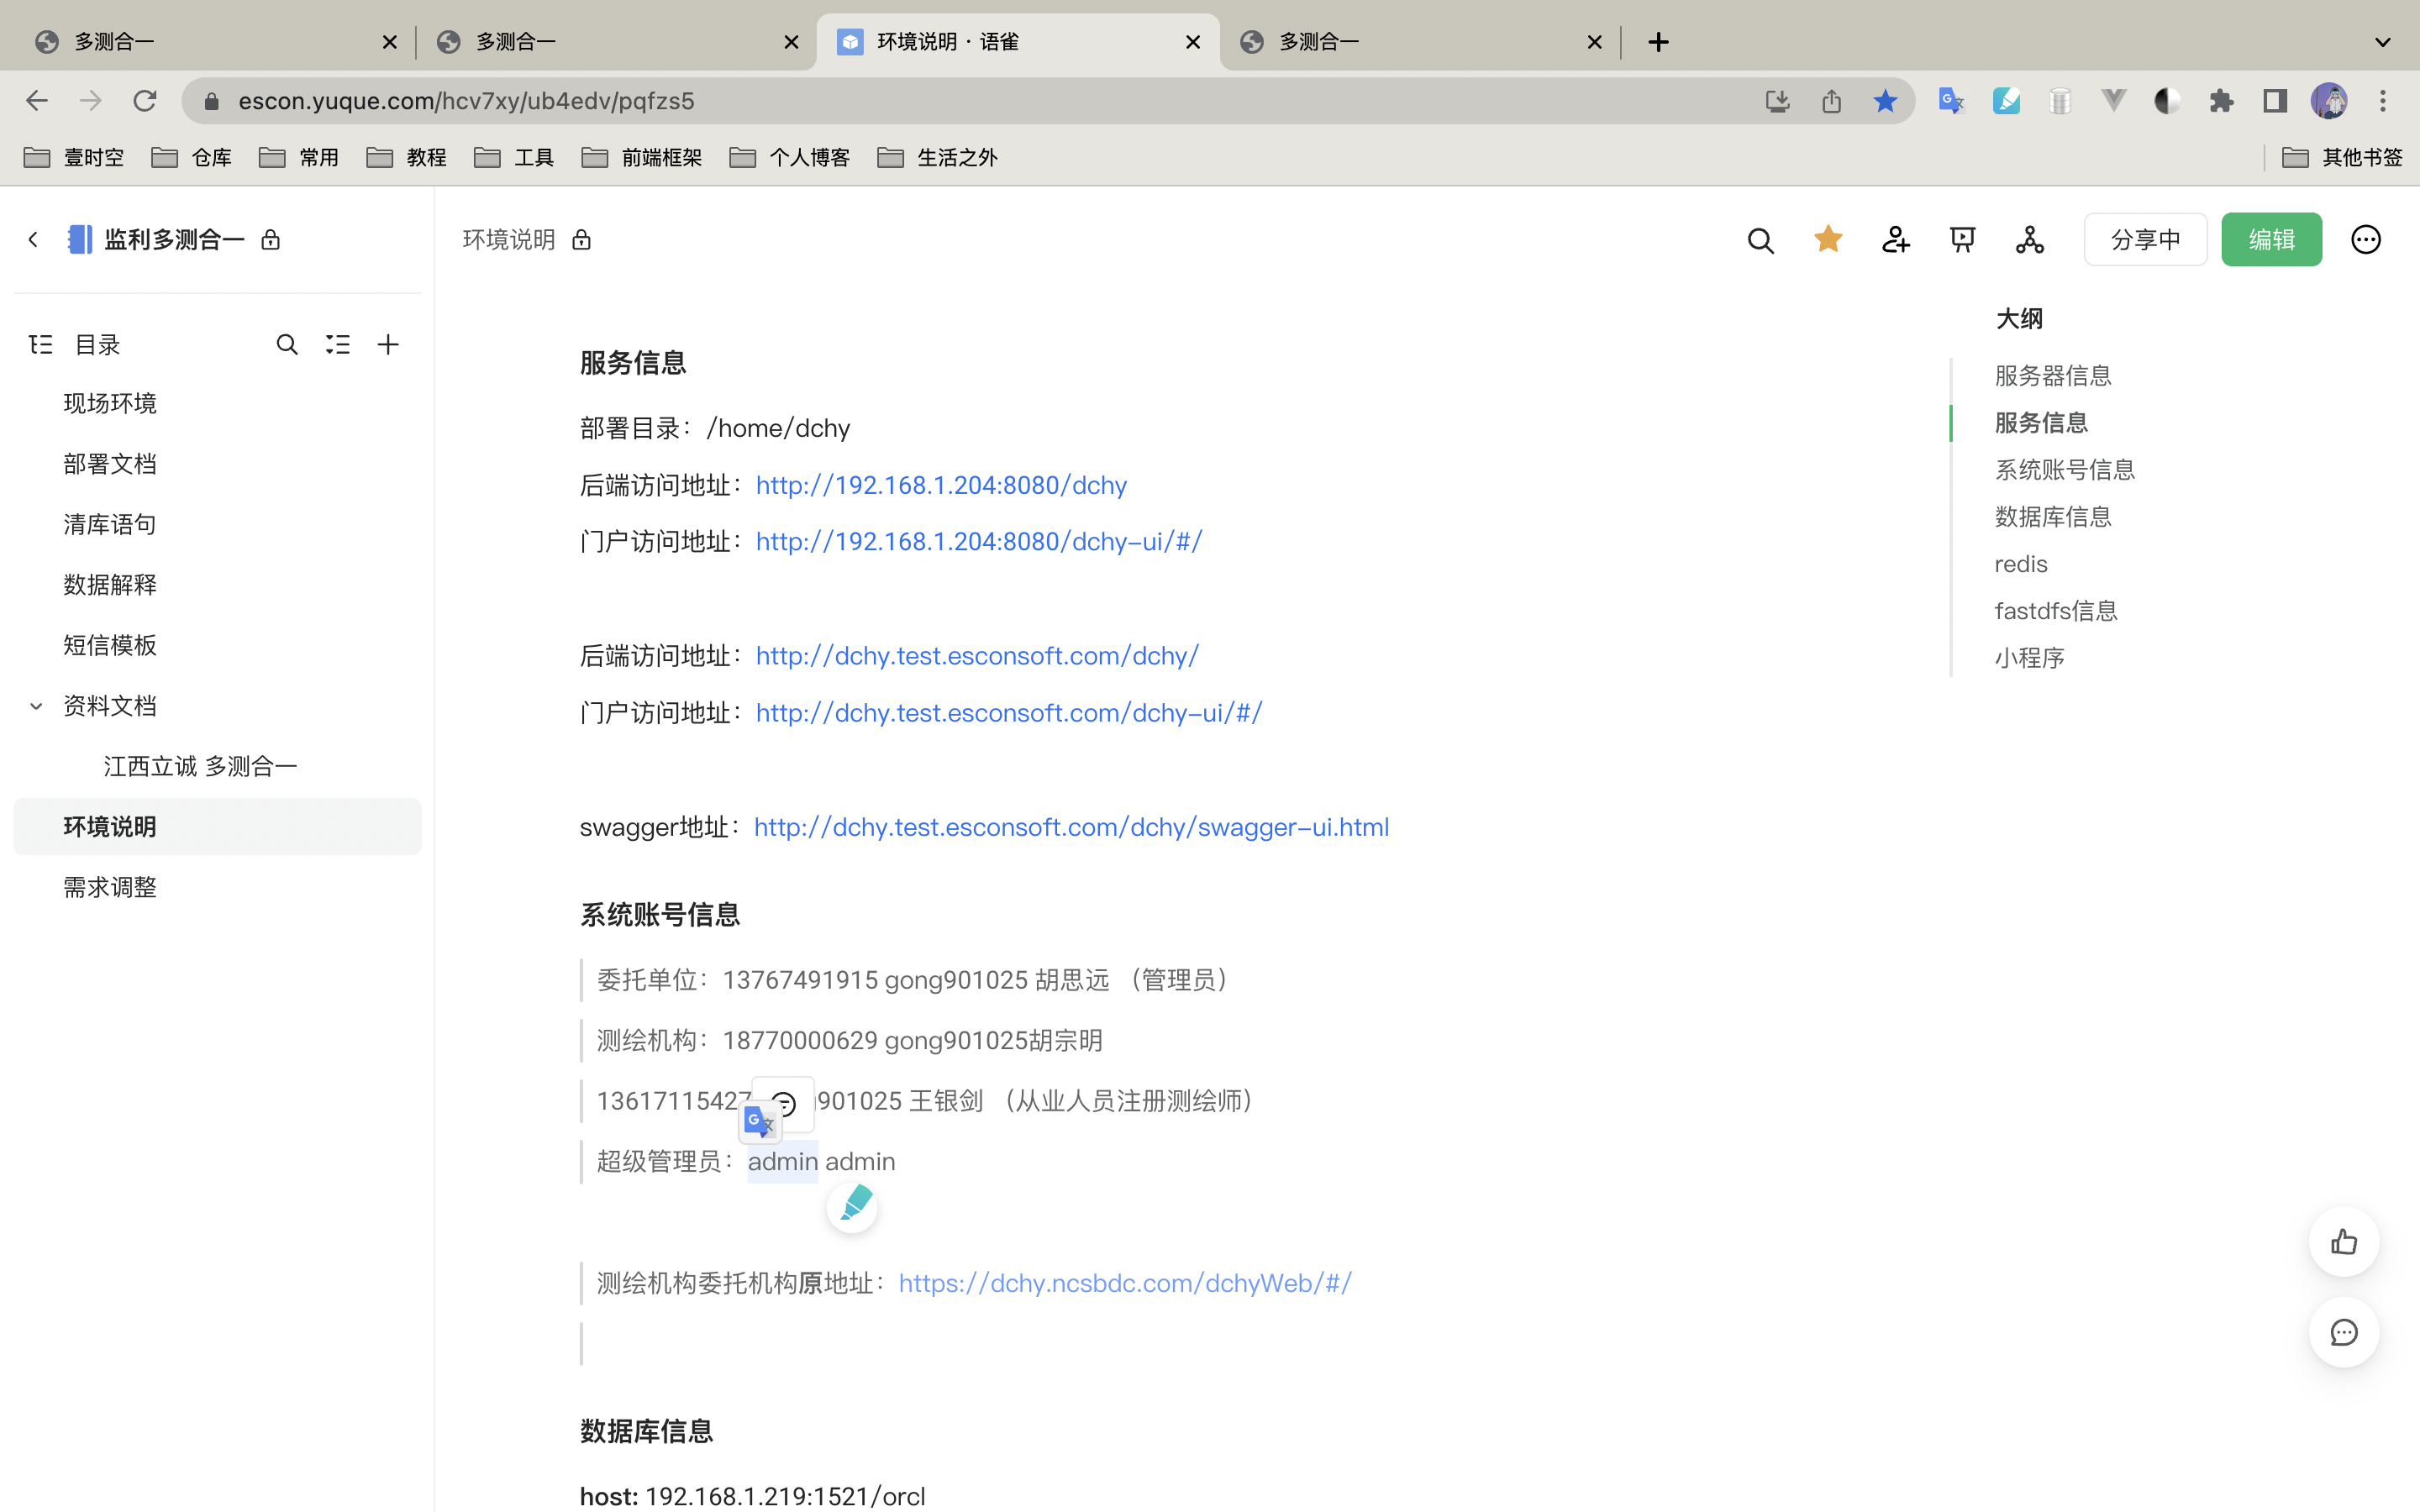 多测合一
多测合一
环境说明 · 语雀
多测合一
escon.yuque.com/hcv7xy/ub4edv/pqfzs5
壹时空
仓库
常用
教程
工具
前端框架
个人博客
生活之外
其他书签
监利多测合一
目录
现场环境
部署文档
清库语句
数据解释
短信模板
资料文档
江西立诚 多测合一
环境说明
需求调整
环境说明
分享中
编辑
服务信息
部署目录：/home/dchy
后端访问地址：http://192.168.1.204:8080/dchy
门户访问地址：http://192.168.1.204:8080/dchy-ui/#/
后端访问地址：http://dchy.test.esconsoft.com/dchy/
门户访问地址：http://dchy.test.esconsoft.com/dchy-ui/#/
swagger地址：http://dchy.test.esconsoft.com/dchy/swagger-ui.html
系统账号信息
委托单位：13767491915 gong901025 胡思远 （管理员）
测绘机构：18770000629 gong901025胡宗明
13617115427 901025 王银剑 （从业人员注册测绘师）
超级管理员：admin admin
测绘机构委托机构原地址：https://dchy.ncsbdc.com/dchyWeb/#/
数据库信息
host: 192.168.1.219:1521/orcl
大纲
服务器信息
服务信息
系统账号信息
数据库信息
redis
fastdfs信息
小程序